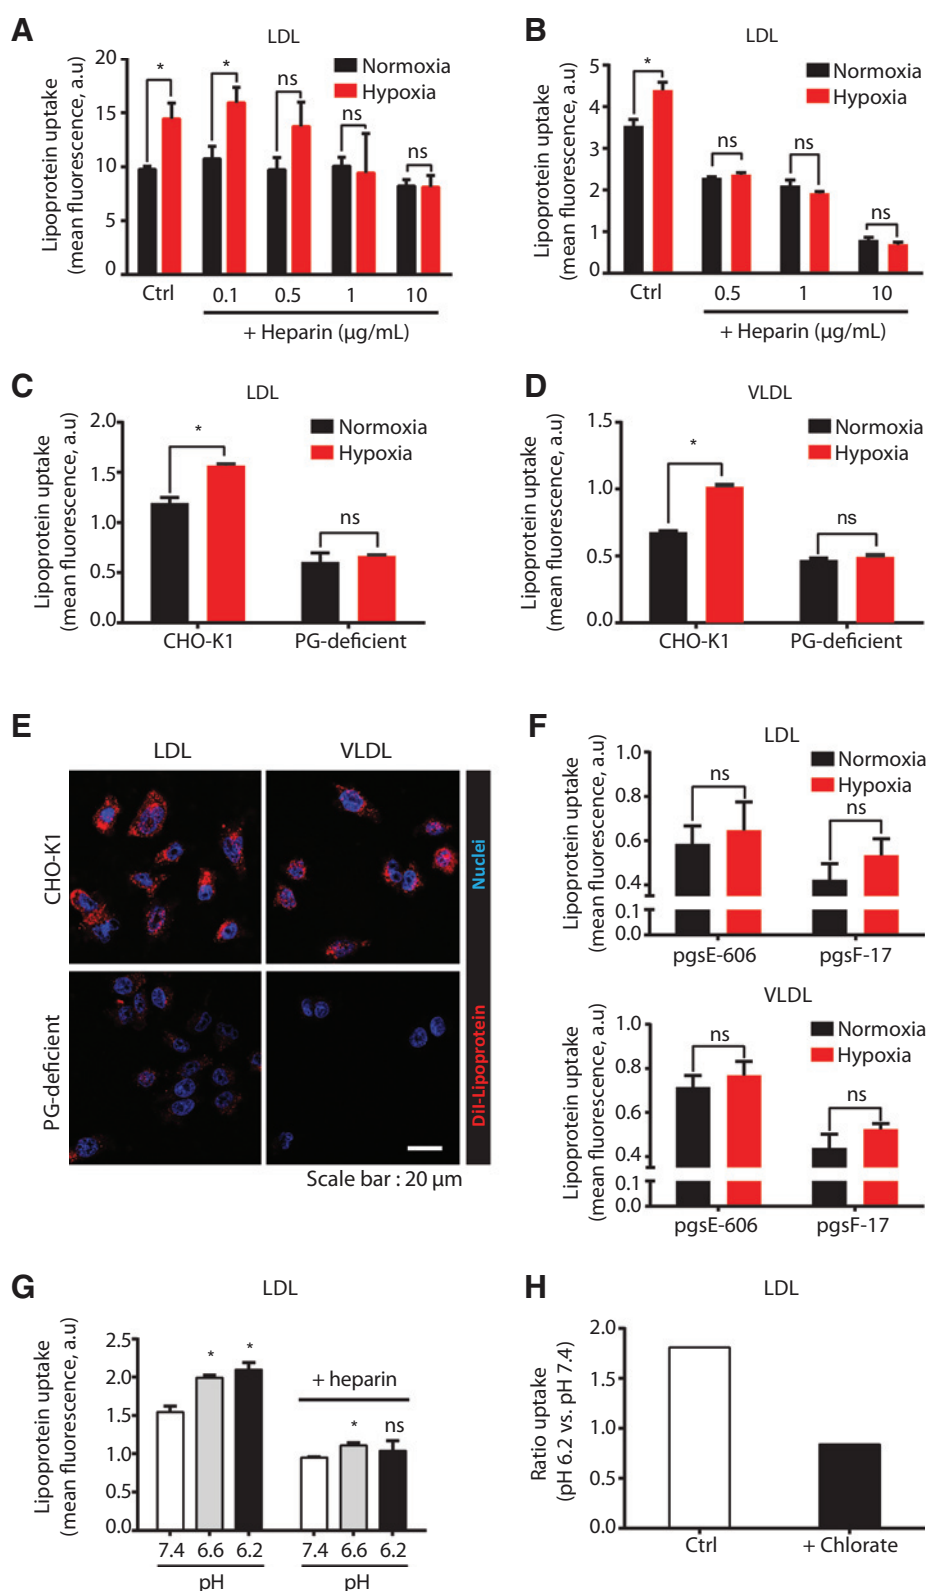 A
LDL
Lipoprotein uptake
(mean fluorescence, a.u)
20
15
10
5
0
Normoxia
Hypoxia
*
*
ns
ns
ns
Ctrl
0.1
0.5
1
10
+ Heparin (µg/mL)
B
LDL
Lipoprotein uptake
(mean fluorescence, a.u)
5
4
3
2
1
0
Normoxia
Hypoxia
*
ns
ns
ns
Ctrl
0.5
1
10
+ Heparin (µg/mL)
C
LDL
Lipoprotein uptake
(mean fluorescence, a.u)
2.0
1.5
1.0
0.5
0.0
Normoxia
Hypoxia
*
ns
CHO-K1
PG-deficient
D
VLDL
Lipoprotein uptake
(mean fluorescence, a.u)
1.5
1.0
0.5
0.0
Normoxia
Hypoxia
*
ns
CHO-K1
PG-deficient
E
LDL
VLDL
CHO-K1
PG-deficient
Nuclei
DiI-Lipoprotein
Scale bar : 20 µm
F
LDL
Lipoprotein uptake
(mean fluorescence, a.u)
1.0
0.8
0.6
0.4
0.1
0.0
Normoxia
Hypoxia
ns
ns
pgsE-606
pgsF-17
VLDL
Lipoprotein uptake
(mean fluorescence, a.u)
1.0
0.8
0.6
0.4
0.1
0.0
Normoxia
Hypoxia
ns
ns
pgsE-606
pgsF-17
G
LDL
Lipoprotein uptake
(mean fluorescence, a.u)
2.5
2.0
1.5
1.0
0.5
0.0
*
*
+ heparin
*
ns
7.4
6.6
6.2
7.4
6.6
6.2
pH
pH
H
LDL
Ratio uptake
(pH 6.2 vs. pH 7.4)
2.0
1.5
1.0
0.5
0.0
Ctrl
+ Chlorate